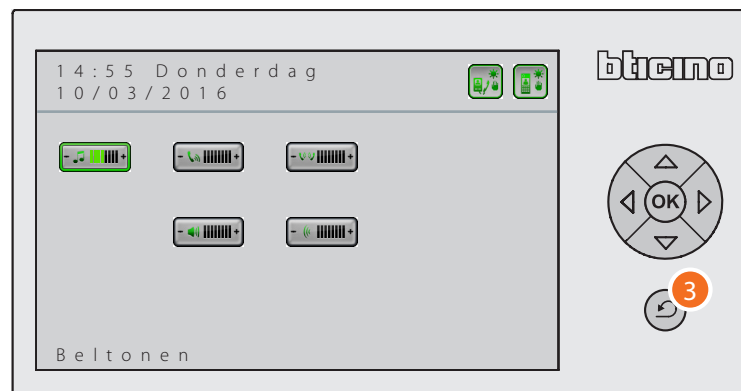 14:55 Donderdag
10/03/2016
bticino
- +
- +
- +
- +
- +
OK
3
Beltonen